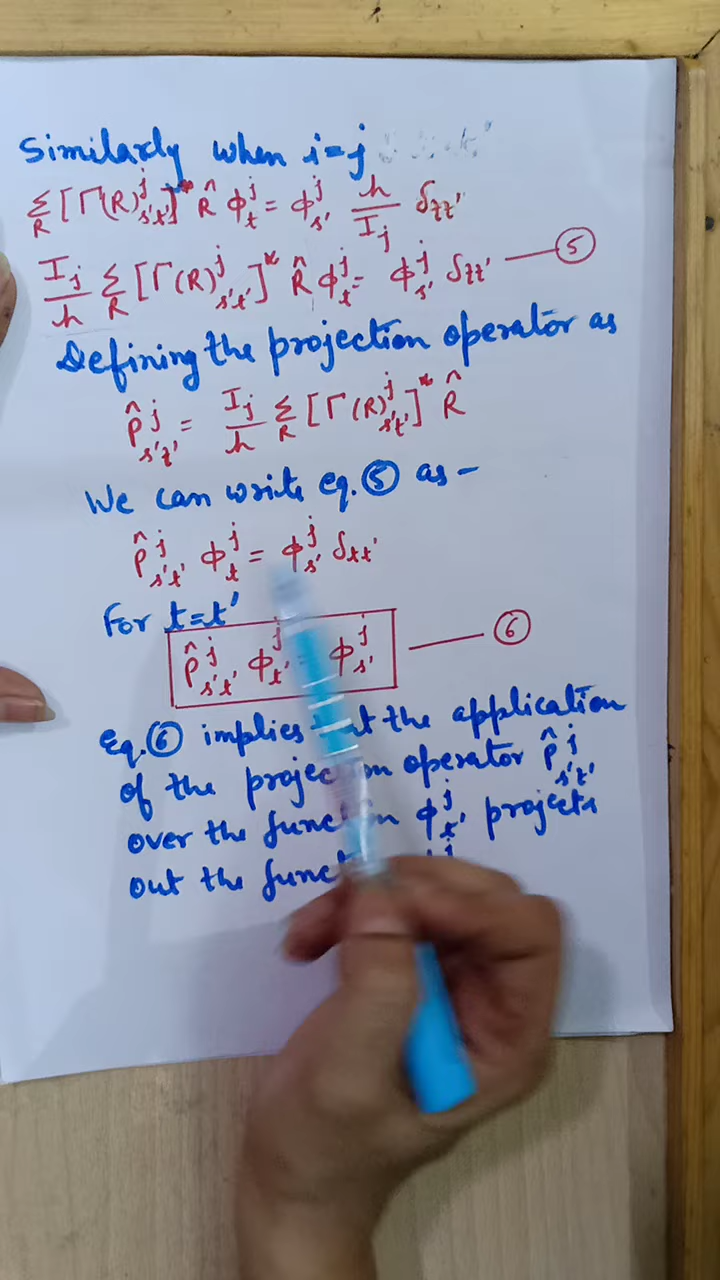 Similarly when i=j
Σ_R [Γ(R)^j_{s't'}]^* R̂ Φ^j_t = Φ^j_{s'} h/I_j δ_{tt'}
I_j/h Σ_R [Γ(R)^j_{s't'}]^* R̂ Φ^j_t = Φ^j_{s'} δ_{tt'} — ⑤
Defining the projection operator as
P̂^j_{s't'} = I_j/h Σ_R [Γ(R)^j_{s't'}]^* R̂
We can write eq. ⑤ as –
P̂^j_{s't'} Φ^j_t = Φ^j_{s'} δ_{tt'}
For t=t'
P̂^j_{s't'} Φ^j_{t'} Φ^j_{s'} — ⑥
Eq. ⑥ implies the application
of the operator P̂^j_{s't'}
over the Φ^j_{t'} projects
out the